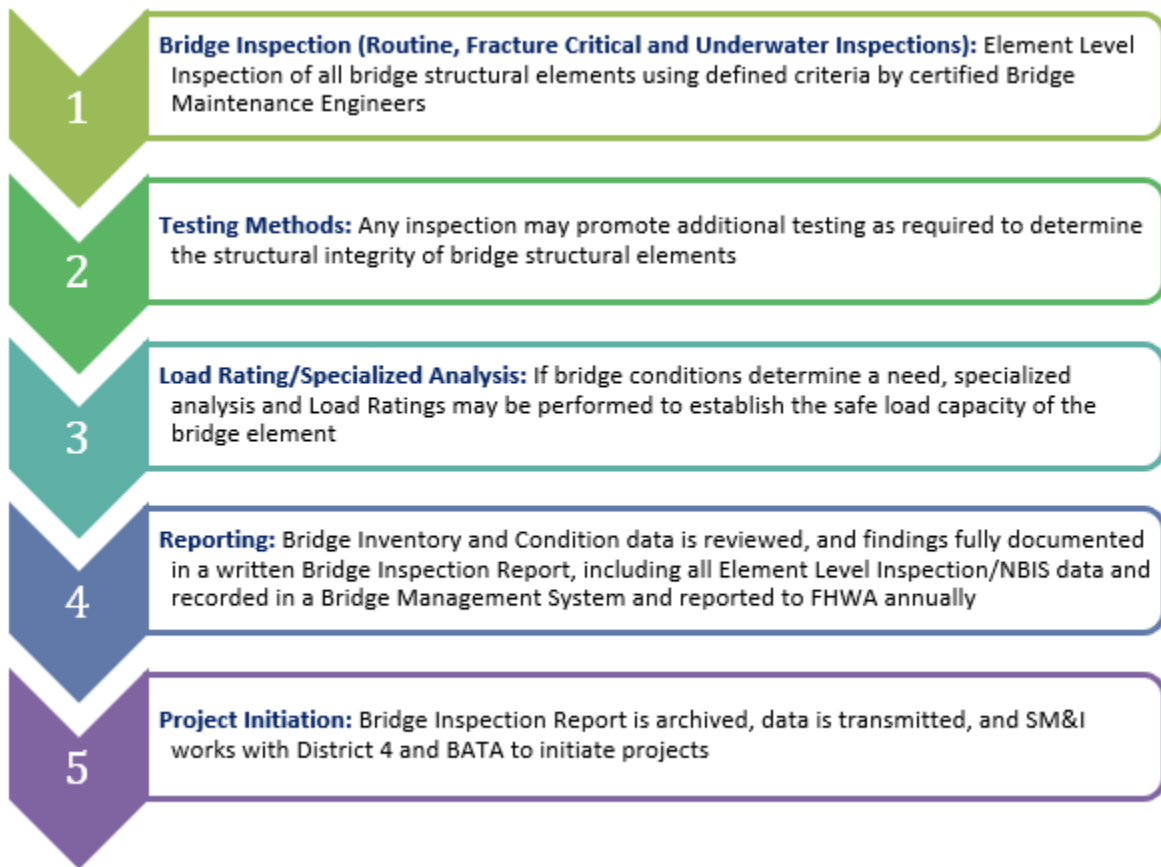 1
Bridge Inspection (Routine, Fracture Critical and Underwater Inspections): Element Level
Inspection of all bridge structural elements using defined criteria by certified Bridge
Maintenance Engineers
2
Testing Methods: Any inspection may promote additional testing as required to determine
the structural integrity of bridge structural elements
3
Load Rating/Specialized Analysis: If bridge conditions determine a need, specialized
analysis and Load Ratings may be performed to establish the safe load capacity of the
bridge element
4
Reporting: Bridge Inventory and Condition data is reviewed, and findings fully documented
in a written Bridge Inspection Report, including all Element Level Inspection/NBIS data and
recorded in a Bridge Management System and reported to FHWA annually
5
Project Initiation: Bridge Inspection Report is archived, data is transmitted, and SM&I
works with District 4 and BATA to initiate projects